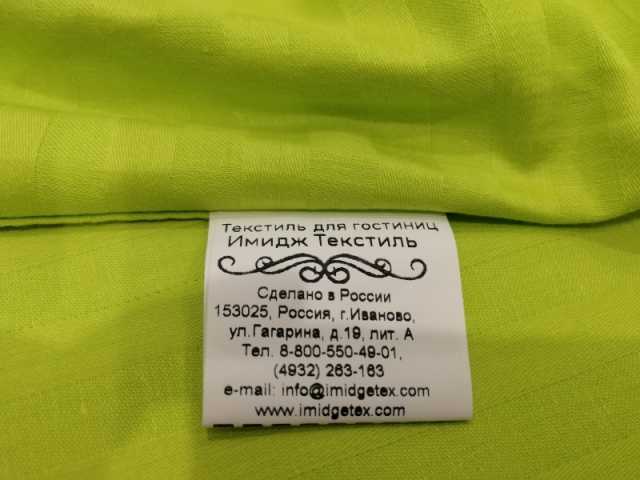 Текстиль для гостиниц
Имидж Текстиль
Сделано в России
153025, Россия, г.Иваново,
ул.Гагарина, д.19, лит. А
Тел. 8-800-550-49-01,
(4932) 263-163
e-mail: info@imidgetex.com
www.imidgetex.com